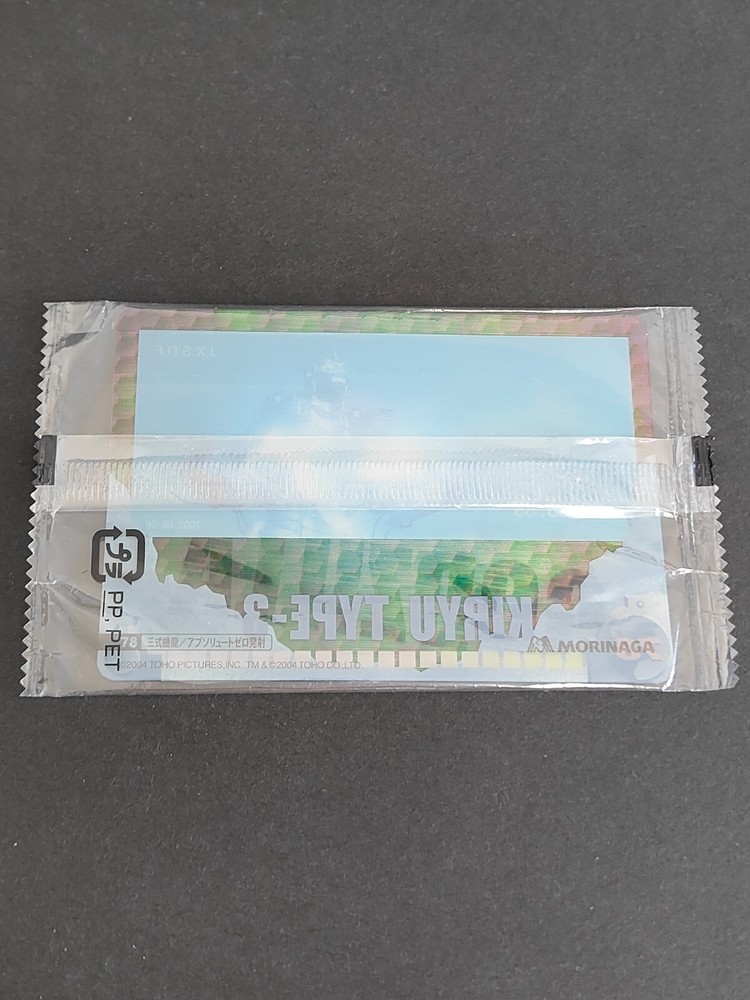 JXSDF
プラ
PP, PET
KIRYU TYPE-3
78 三式機龍／アブソリュートゼロ発射
MORINAGA
©2004 TOHO PICTURES,INC. TM & ©2004 TOHO CO.,LTD